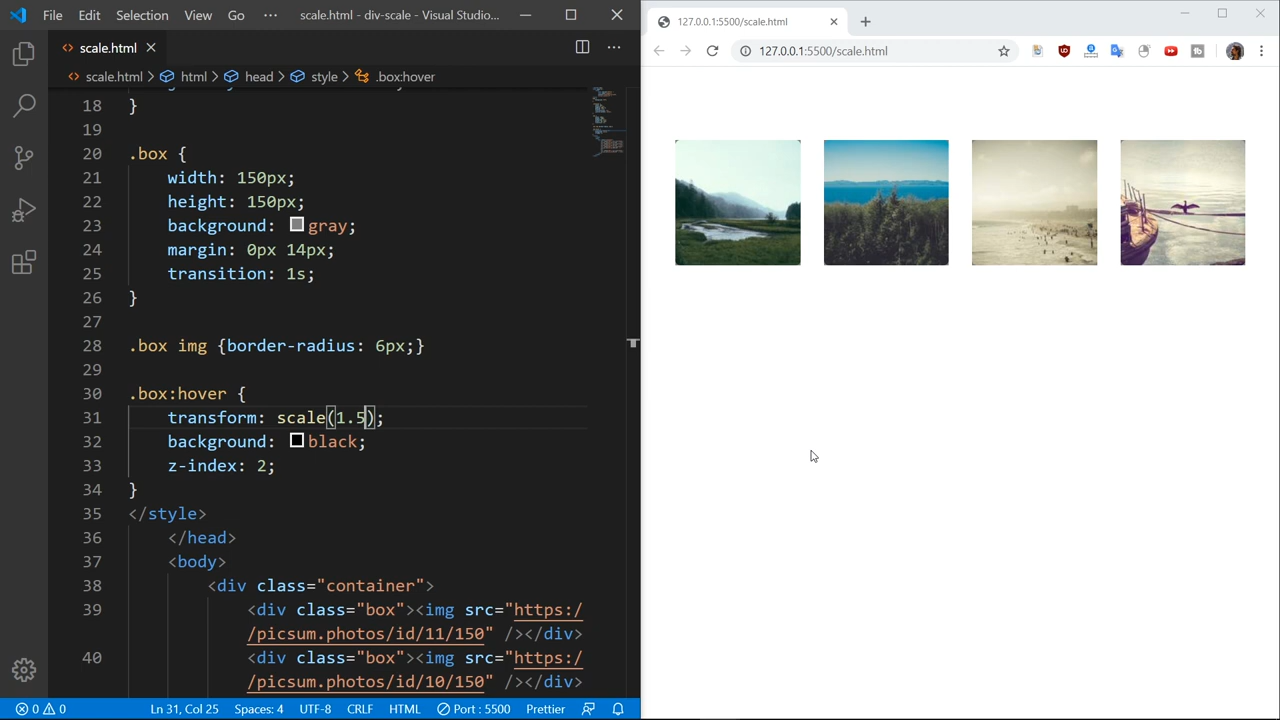 File Edit Selection View Go ··· scale.html - div-scale - Visual Studio...
scale.html
scale.html > html > head > style > .box:hover
18 }
19
20 .box {
21 width: 150px;
22 height: 150px;
23 background: gray;
24 margin: 0px 14px;
25 transition: 1s;
26 }
27
28 .box img {border-radius: 6px;}
29
30 .box:hover {
31 transform: scale(1.5);
32 background: black;
33 z-index: 2;
34 }
35 </style>
36 </head>
37 <body>
38 <div class="container">
39 <div class="box"><img src="https:/
/picsum.photos/id/11/150" /></div>
40 <div class="box"><img src="https:/
/picsum.photos/id/10/150" /></div>
0 0 Ln 31, Col 25 Spaces: 4 UTF-8 CRLF HTML Port : 5500 Prettier
127.0.0.1:5500/scale.html
127.0.0.1:5500/scale.html